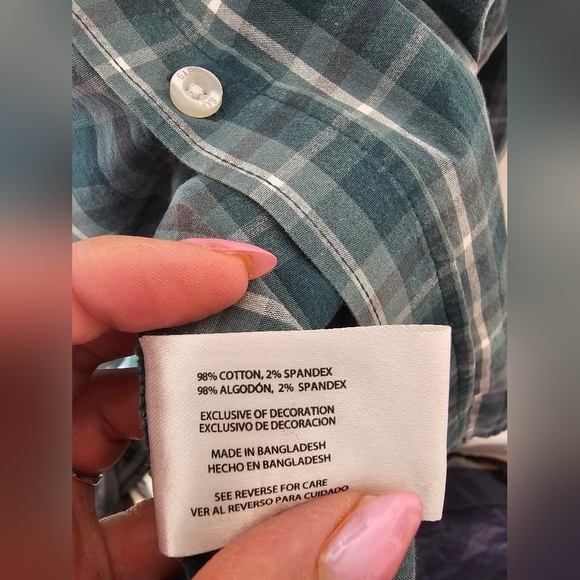 98% COTTON, 2% SPANDEX
98% ALGODÓN, 2% SPANDEX
EXCLUSIVE OF DECORATION
EXCLUSIVO DE DECORACION
MADE IN BANGLADESH
HECHO EN BANGLADESH
SEE REVERSE FOR CARE
VER AL REVERSO PARA CUIDADO